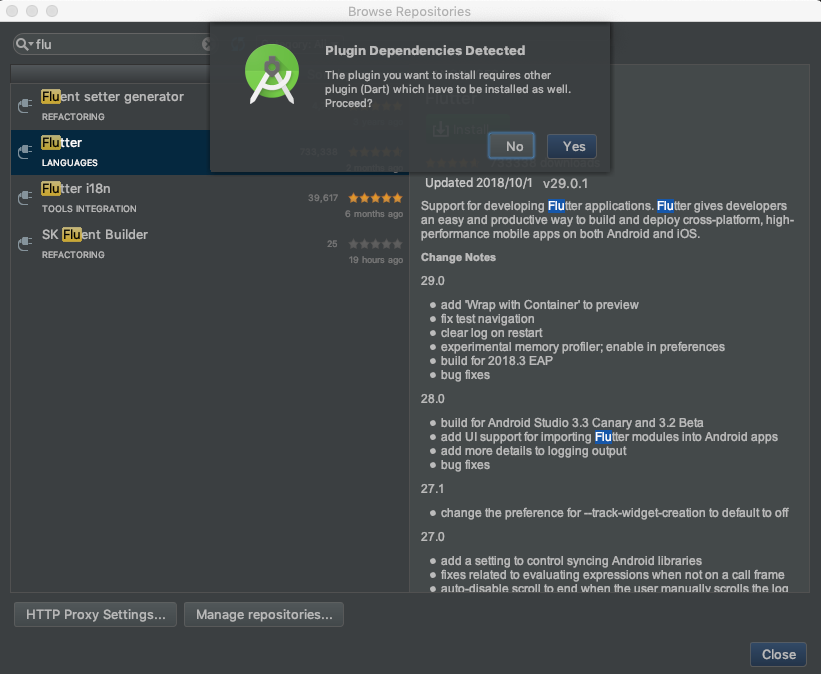 Browse Repositories
flu
Plugin Dependencies Detected
The plugin you want to install requires other
plugin (Dart) which have to be installed as well.
Proceed?
No
Yes
Fluent setter generator
REFACTORING
Flutter
LANGUAGES
Flutter i18n
TOOLS INTEGRATION
39,617
6 months ago
SK Fluent Builder
REFACTORING
26
19 hours ago
Install
Updated 2018/10/1 v29.0.1
Support for developing Flutter applications. Flutter gives developers
an easy and productive way to build and deploy cross-platform, high-
performance mobile apps on both Android and iOS.
Change Notes
29.0
● add 'Wrap with Container' to preview
● fix test navigation
● clear log on restart
● experimental memory profiler; enable in preferences
● build for 2018.3 EAP
● bug fixes
28.0
● build for Android Studio 3.3 Canary and 3.2 Beta
● add UI support for importing Flutter modules into Android apps
● add more details to logging output
● bug fixes
27.1
● change the preference for --track-widget-creation to default to off
27.0
● add a setting to control syncing Android libraries
● fixes related to evaluating expressions when not on a call frame
● auto-disable scroll to end when the user manually scrolls the log
HTTP Proxy Settings...
Manage repositories...
Close